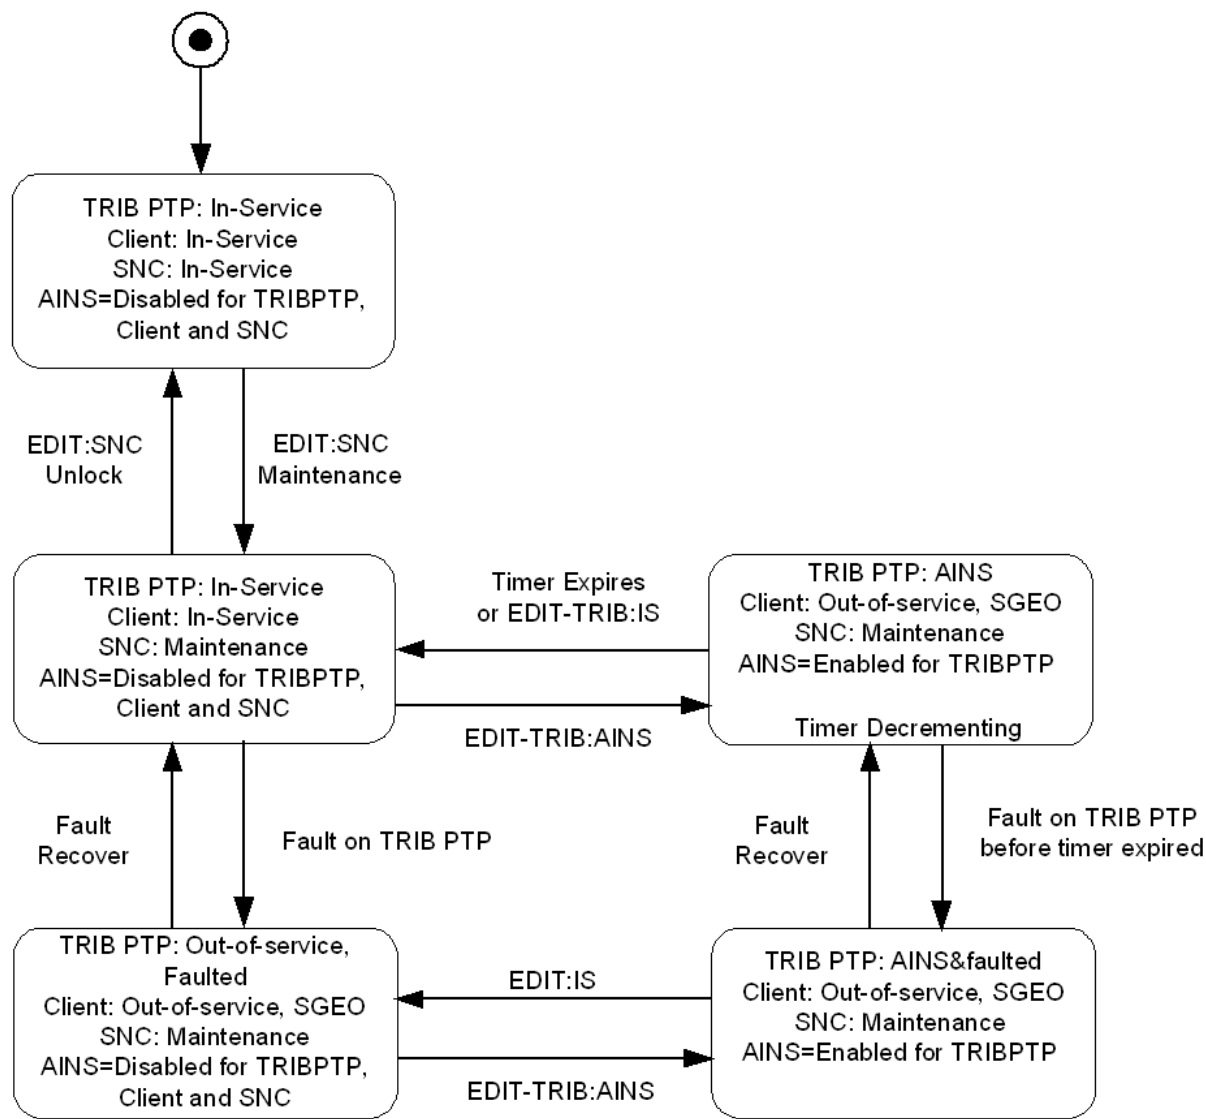 TRIB PTP: In-Service
Client: In-Service
SNC: In-Service
AINS=Disabled for TRIBPTP,
Client and SNC
EDIT:SNC
Unlock
EDIT:SNC
Maintenance
TRIB PTP: In-Service
Client: In-Service
SNC: Maintenance
AINS=Disabled for TRIBPTP,
Client and SNC
Timer Expires
or EDIT-TRIB:IS
EDIT-TRIB:AINS
TRIB PTP: AINS
Client: Out-of-service, SGEO
SNC: Maintenance
AINS=Enabled for TRIBPTP
Timer Decrementing
Fault
Recover
Fault on TRIB PTP
Fault
Recover
Fault on TRIB PTP
before timer expired
TRIB PTP: Out-of-service,
Faulted
Client: Out-of-service, SGEO
SNC: Maintenance
AINS=Disabled for TRIBPTP,
Client and SNC
EDIT:IS
EDIT-TRIB:AINS
TRIB PTP: AINS&faulted
Client: Out-of-service, SGEO
SNC: Maintenance
AINS=Enabled for TRIBPTP